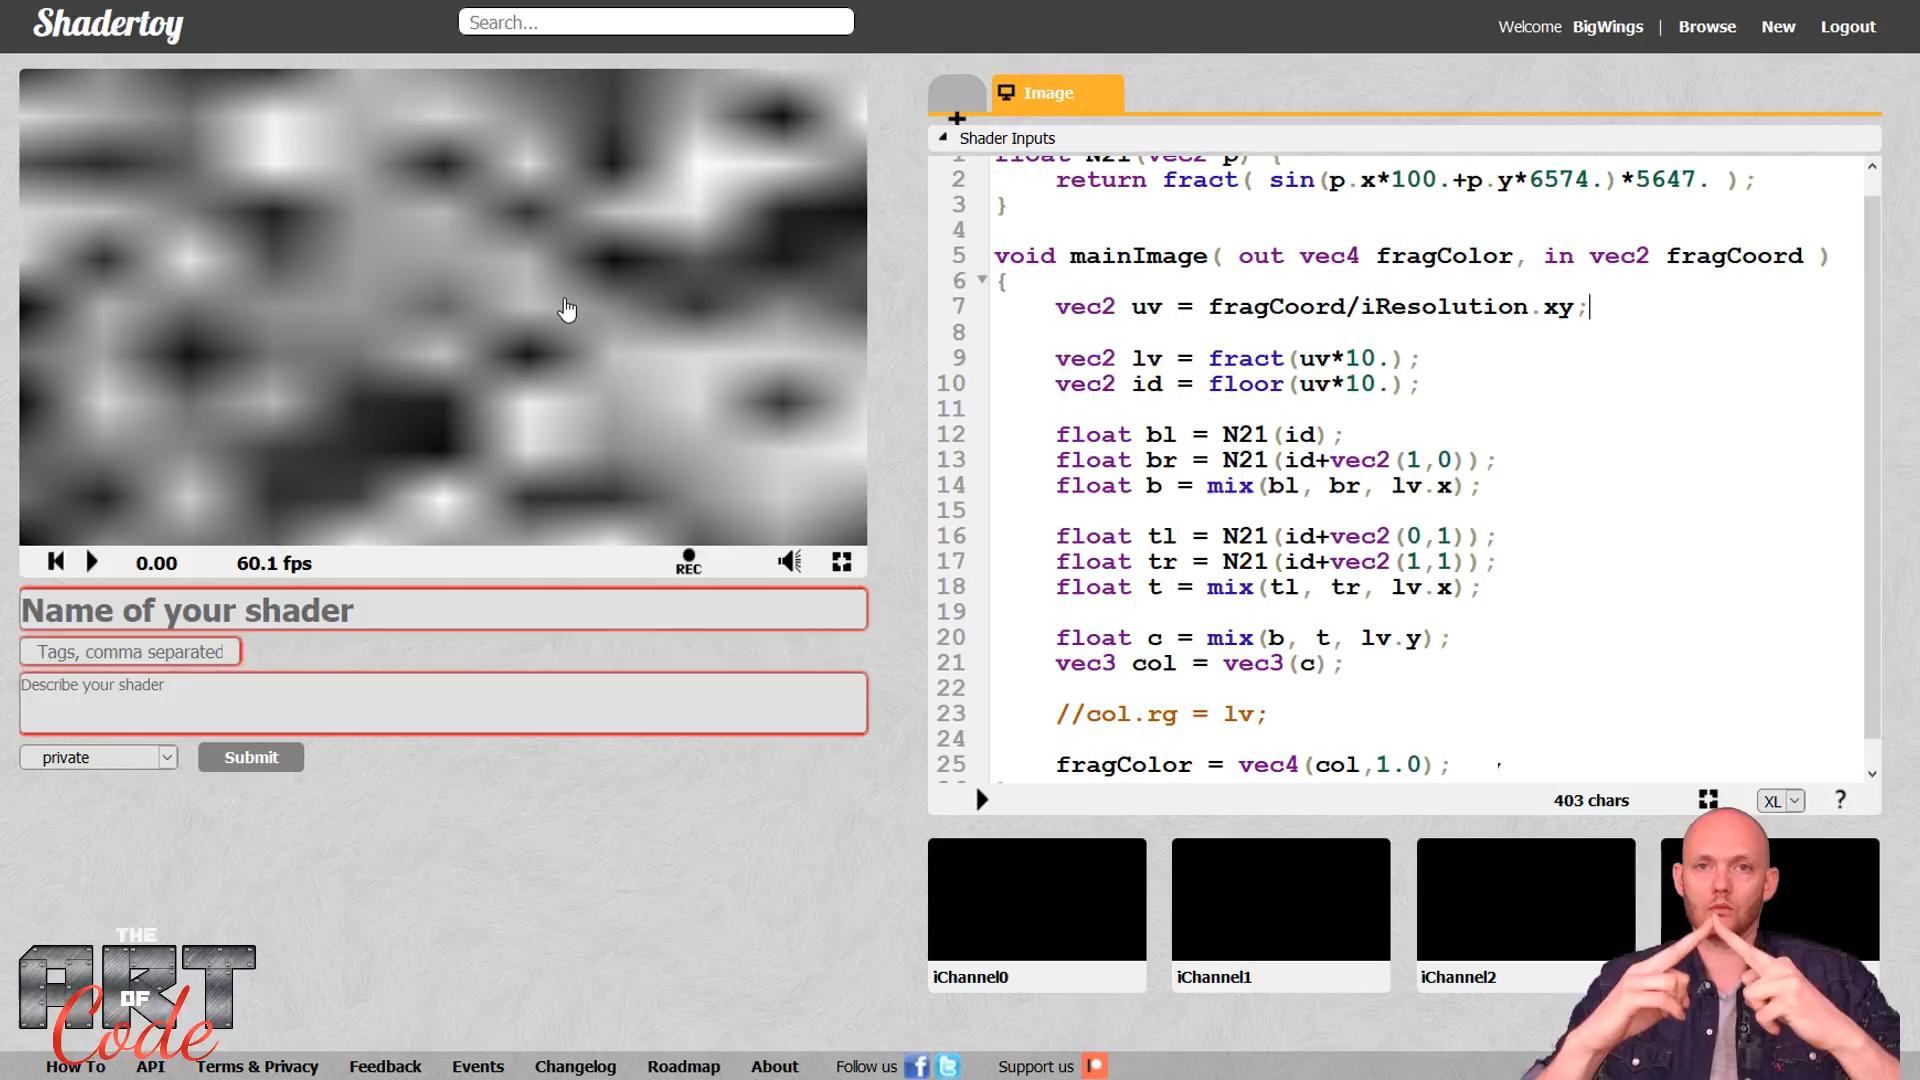 Shadertoy
Search...
Welcome BigWings | Browse New Logout
Image
Shader Inputs
1 float N21(vec2 p) {
2 return fract( sin(p.x*100.+p.y*6574.)*5647. );
3 }
4
5 void mainImage( out vec4 fragColor, in vec2 fragCoord )
6 {
7 vec2 uv = fragCoord/iResolution.xy;
8
9 vec2 lv = fract(uv*10.);
10 vec2 id = floor(uv*10.);
11
12 float bl = N21(id);
13 float br = N21(id+vec2(1,0));
14 float b = mix(bl, br, lv.x);
15
16 float tl = N21(id+vec2(0,1));
17 float tr = N21(id+vec2(1,1));
18 float t = mix(tl, tr, lv.x);
19
20 float c = mix(b, t, lv.y);
21 vec3 col = vec3(c);
22
23 //col.rg = lv;
24
25 fragColor = vec4(col,1.0);
0.00 60.1 fps REC
Name of your shader
Tags, comma separated
Describe your shader
private Submit
403 chars XL ?
iChannel0 iChannel1 iChannel2
THE
ART
OF
Code
How To API Terms & Privacy Feedback Events Changelog Roadmap About Follow us Support us